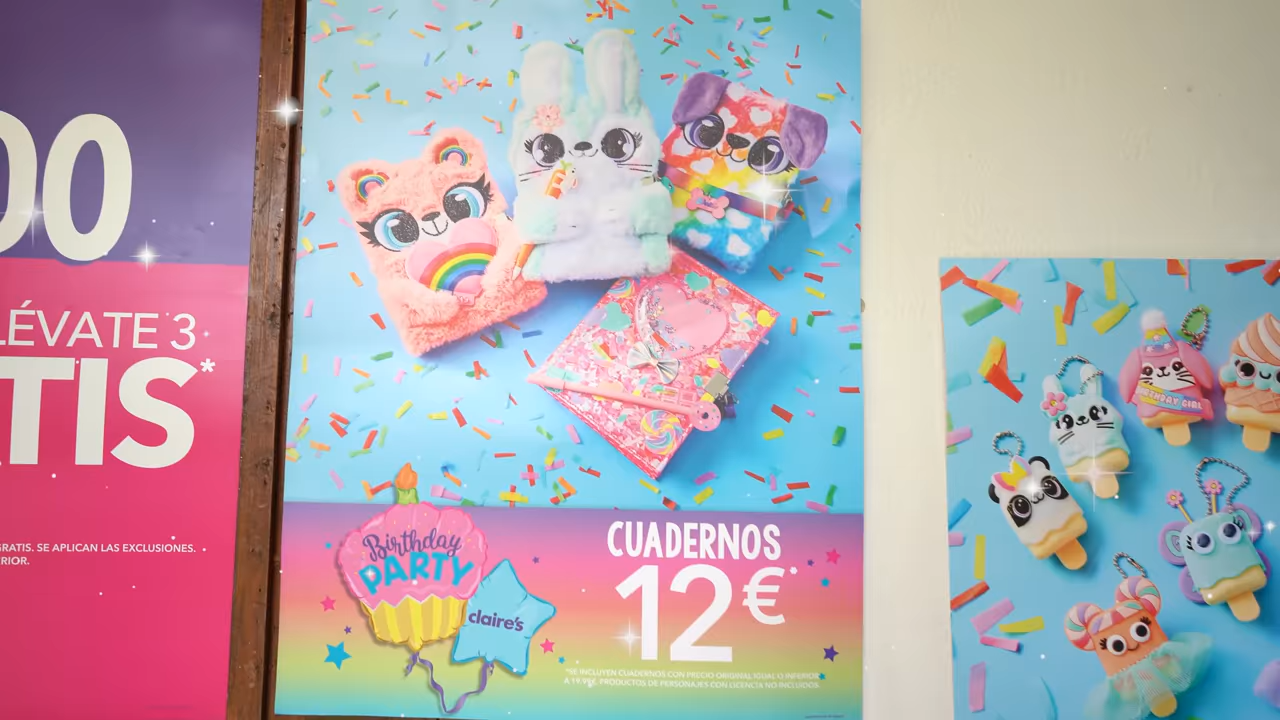 00
LÉVATE 3
TIS*
GRATIS. SE APLICAN LAS EXCLUSIONES.
RIOR.
Birthday
PARTY
claire's
CUADERNOS
12€*
*SE INCLUYEN CUADERNOS CON PRECIO ORIGINAL IGUAL O INFERIOR
A 19,99€. PRODUCTOS DE PERSONAJES CON LICENCIA NO INCLUIDOS.
BIRTHDAY GIRL